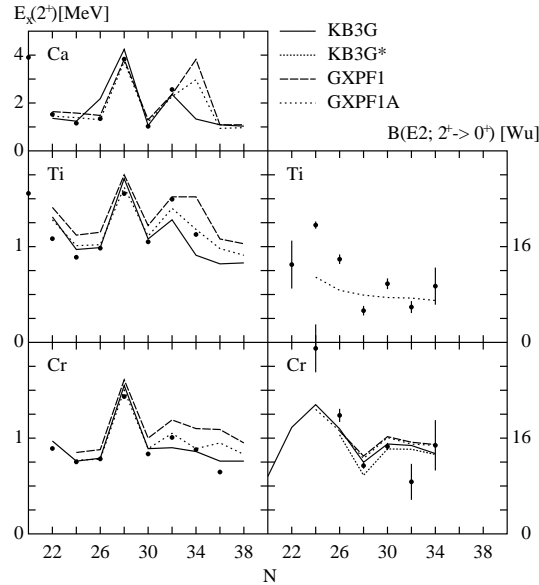 Eₓ(2⁺)[MeV]
KB3G
KB3G*
GXPF1
GXPF1A
B(E2; 2⁺-> 0⁺) [Wu]
4
2
0
Ca
1
0
Ti
Ti
16
0
1
0
Cr
Cr
16
0
22 26 30 34 38
22 26 30 34 38
N